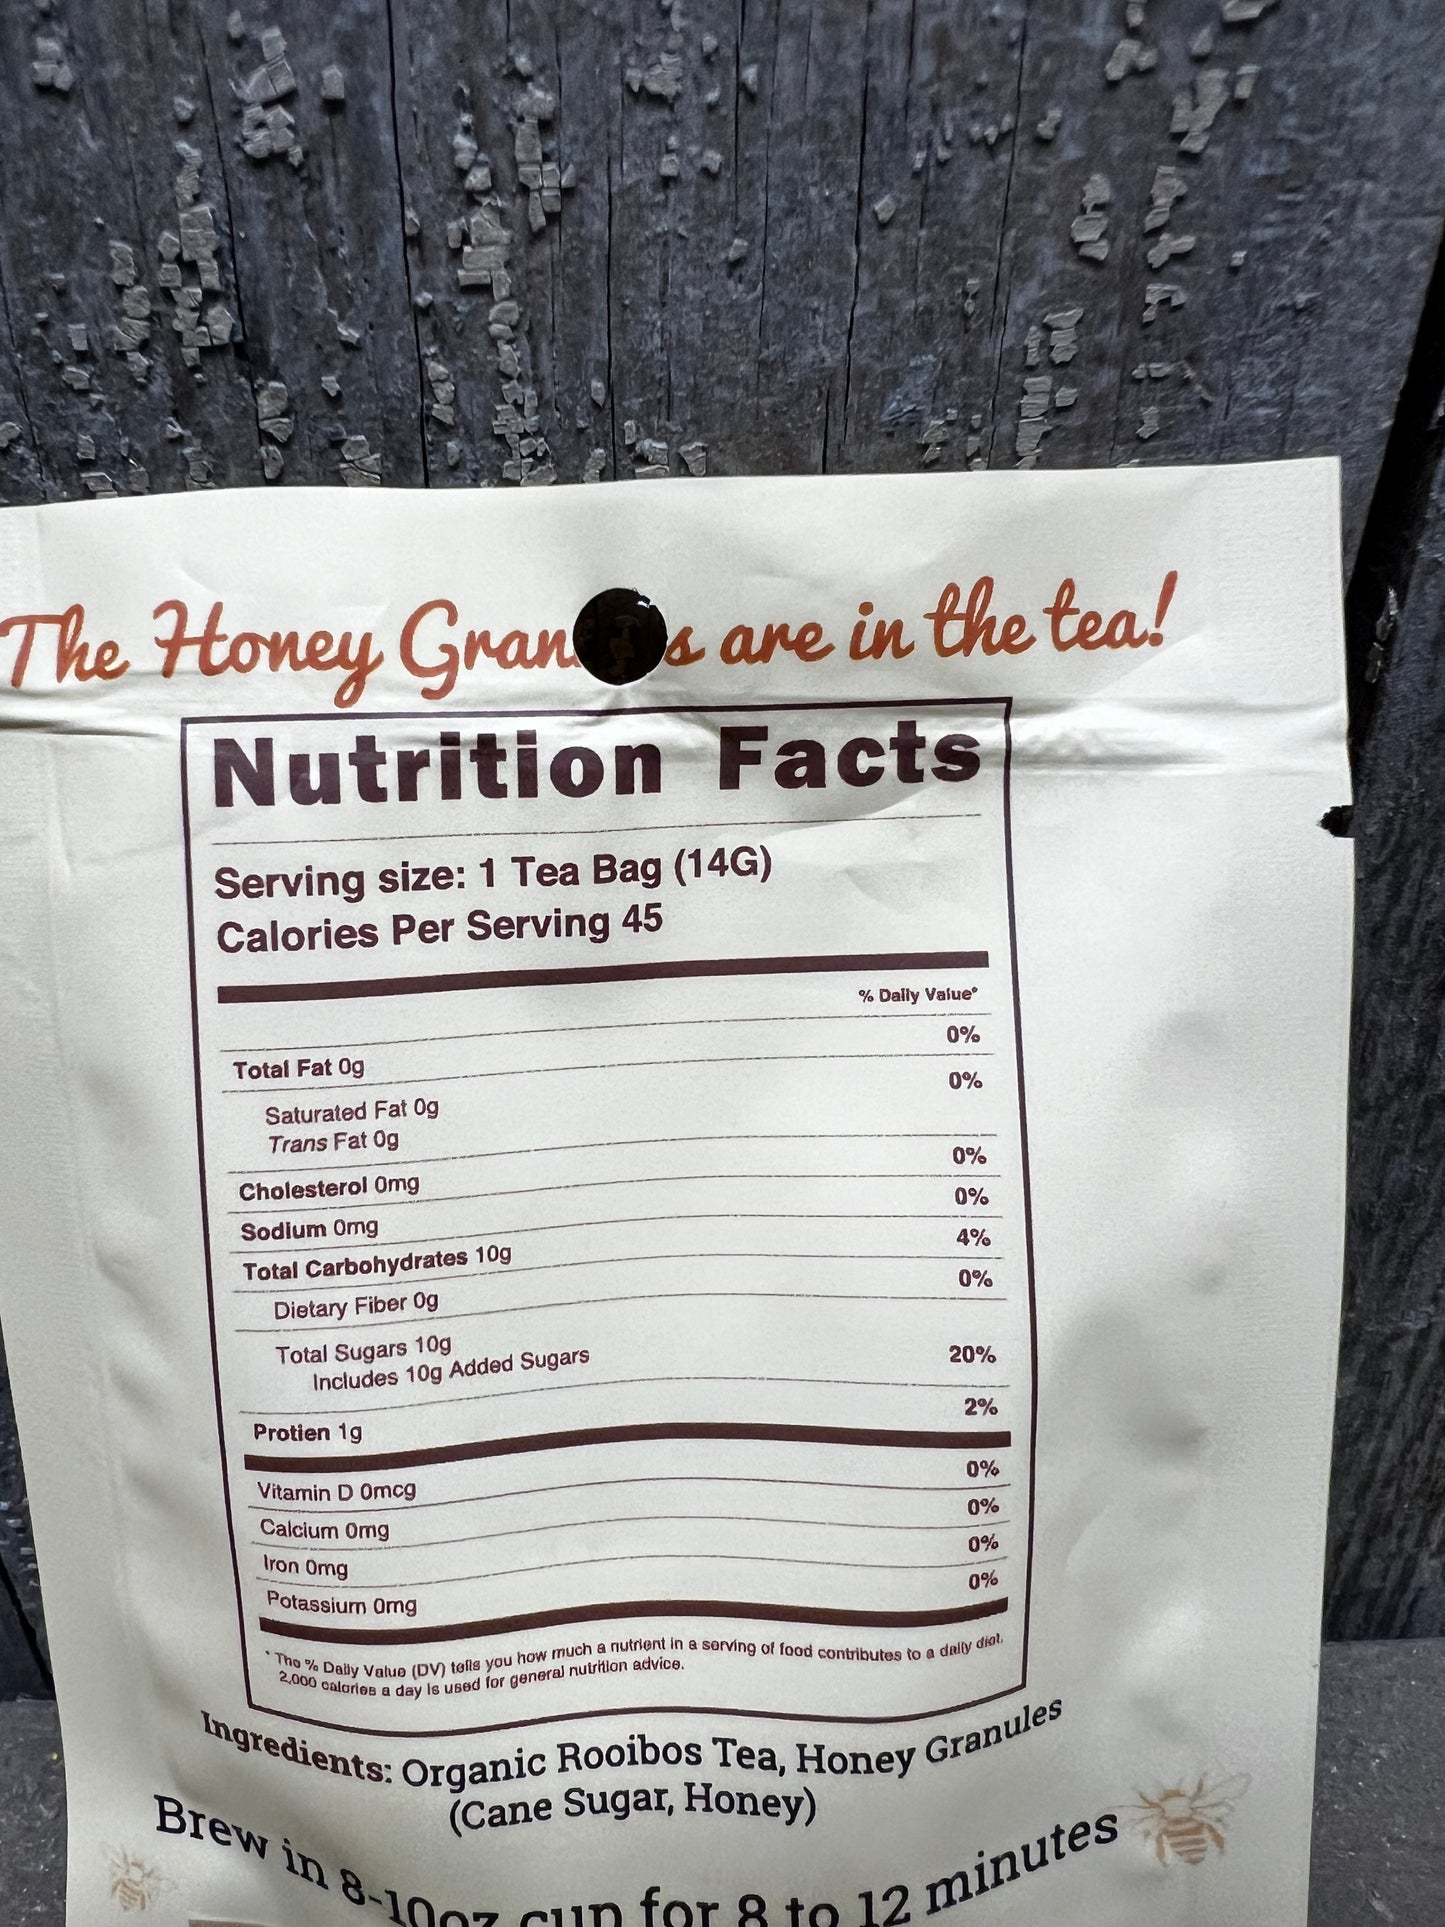 The Honey are in the tea!
Nutrition Facts
Serving size: 1 Tea Bag (14G)
Calories Per Serving 45
% Daily Value*
Total Fat 0g 0%
Saturated Fat 0g 0%
Trans Fat 0g
Cholesterol 0mg 0%
Sodium 0mg 0%
Total Carbohydrates 10g 4%
Dietary Fiber 0g 0%
Total Sugars 10g
Includes 10g Added Sugars 20%
Protien 1g 2%
Vitamin D 0mcg 0%
Calcium 0mg 0%
Iron 0mg 0%
Potassium 0mg 0%
* The % Daily Value (DV) tells you how much a nutrient in a serving of food contributes to a daily diet.
2,000 calories a day is used for general nutrition advice.
Ingredients: Organic Rooibos Tea, Honey Granules
(Cane Sugar, Honey)
Brew in 8-10oz cup for 8 to 12 minutes